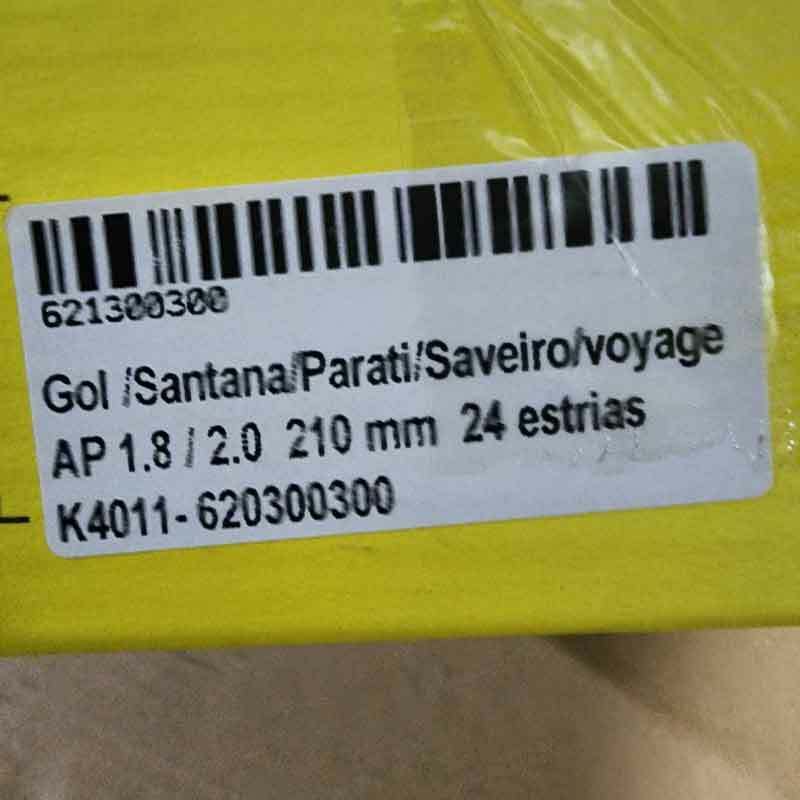 621300300
Gol /Santana/Parati/Saveiro/voyage
AP 1.8 / 2.0 210 mm 24 estrias
K4011- 620300300